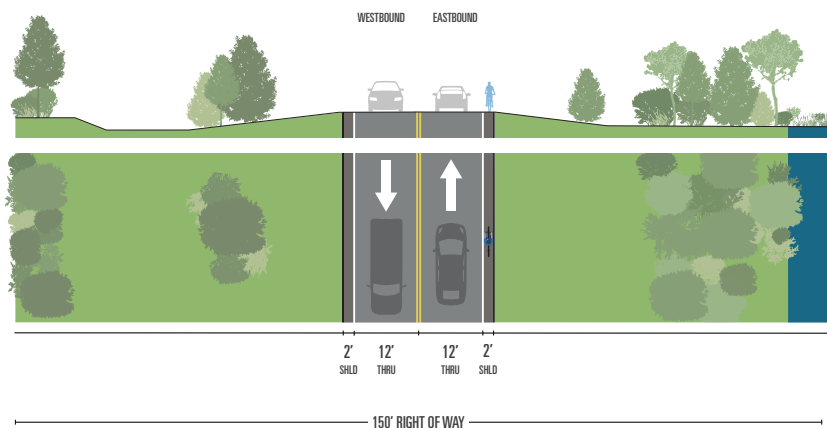 WESTBOUND EASTBOUND
2' 12' 12' 2'
SHLD THRU THRU SHLD
150' RIGHT OF WAY